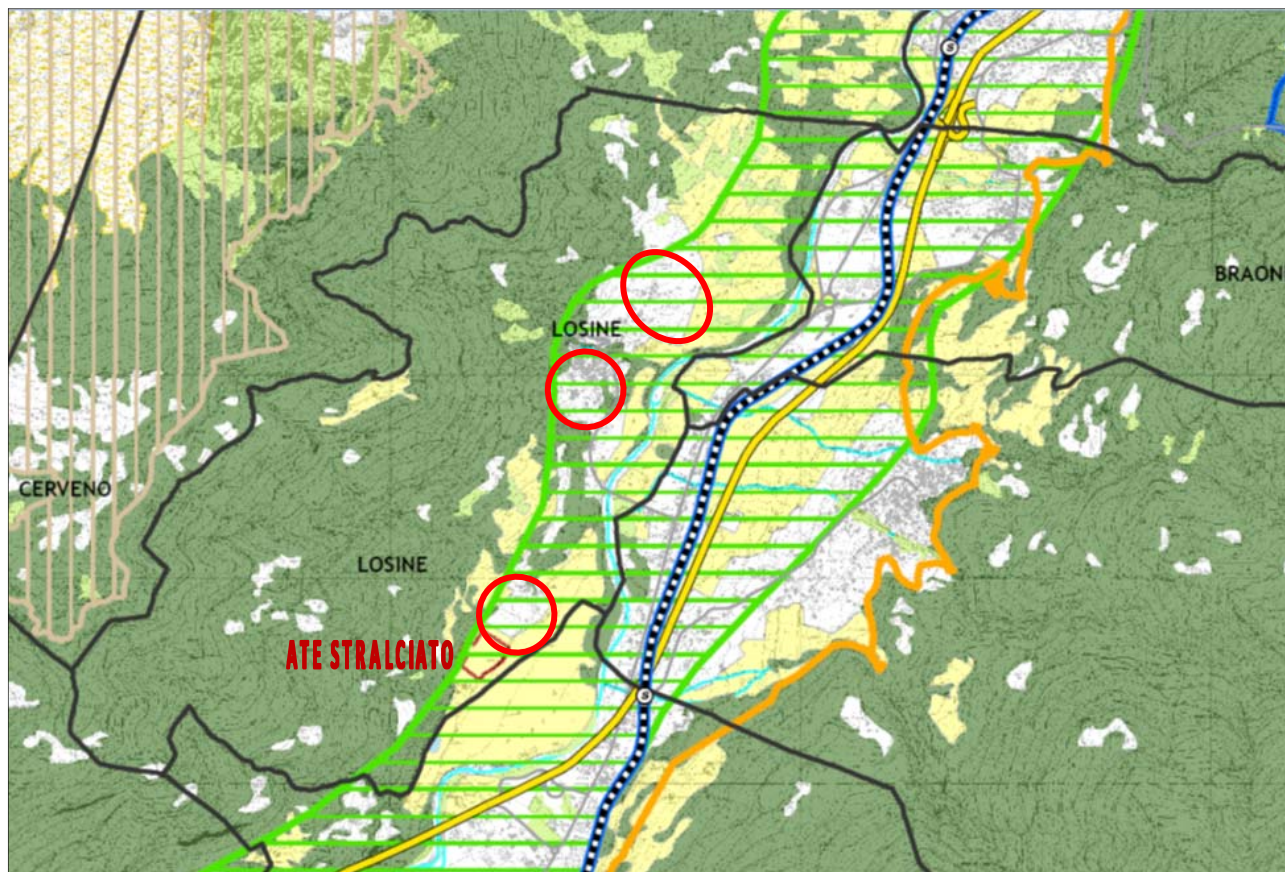 S
BRAON
LOSINE
CERVENO
LOSINE
ATE STRALCIATO
S